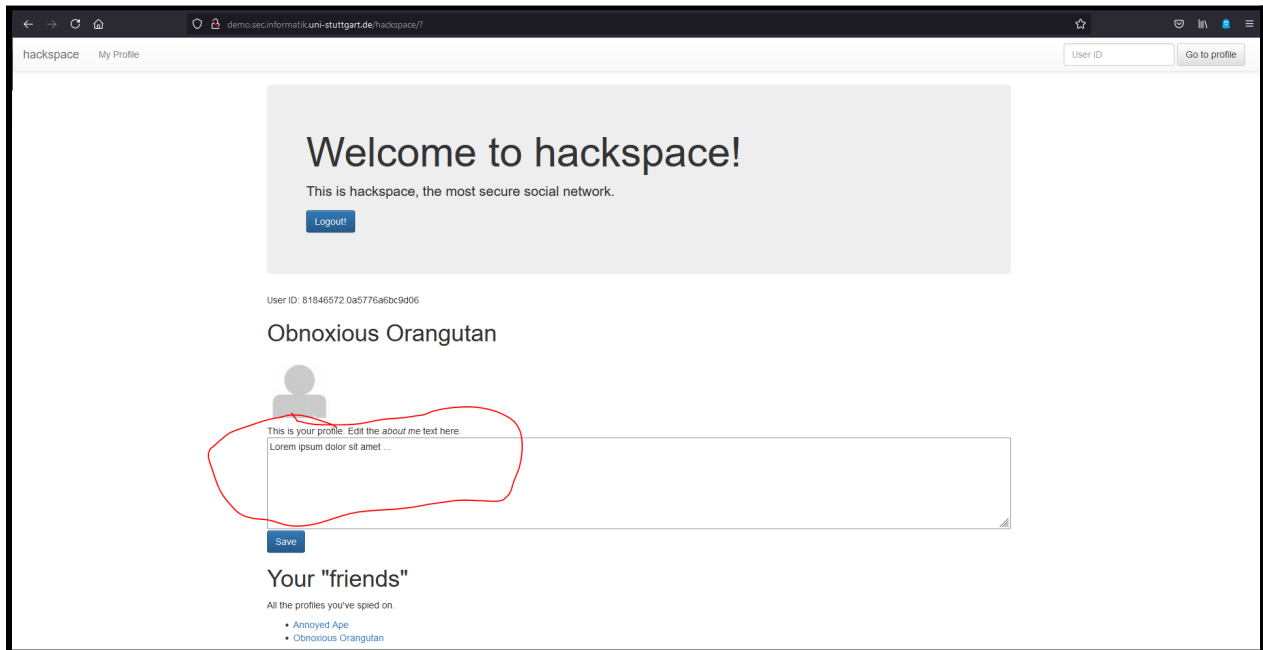 demo.sec.informatik.uni-stuttgart.de/hackspace/?
hackspace My Profile User ID Go to profile
Welcome to hackspace!
This is hackspace, the most secure social network.
Logout!
User ID: 81846572.0a5776a6bc9d06
Obnoxious Orangutan
This is your profile. Edit the about me text here.
Lorem ipsum dolor sit amet ...
Save
Your "friends"
All the profiles you've spied on.
• Annoyed Ape
• Obnoxious Orangutan